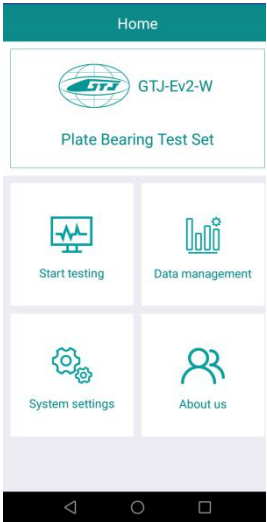 Home
GTJ GTJ-Ev2-W
Plate Bearing Test Set
Start testing
Data management
System settings
About us